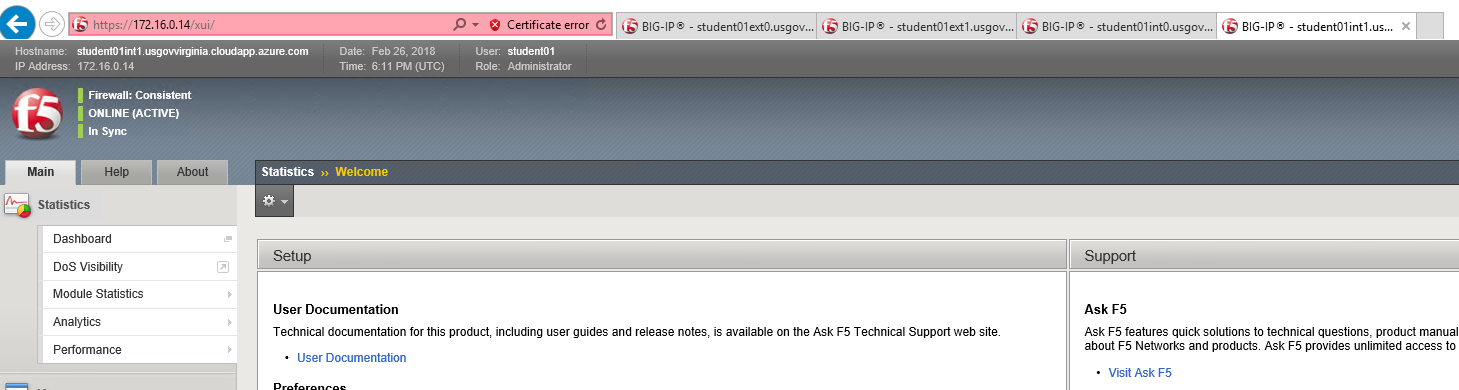 https://172.16.0.14/xui/
Certificate error
BIG-IP® - student01ext0.usgov...
BIG-IP® - student01ext1.usgov...
BIG-IP® - student01int0.usgov...
BIG-IP® - student01int1.us...
Hostname: student01int1.usgovvirginia.cloudapp.azure.com
Date: Feb 26, 2018
User: student01
IP Address: 172.16.0.14
Time: 6:11 PM (UTC)
Role: Administrator
f5
Firewall: Consistent
ONLINE (ACTIVE)
In Sync
Main
Help
About
Statistics ›› Welcome
Statistics
Dashboard
DoS Visibility
Module Statistics
Analytics
Performance
Setup
User Documentation
Technical documentation for this product, including user guides and release notes, is available on the Ask F5 Technical Support web site.
• User Documentation
Preferences
Support
Ask F5
Ask F5 features quick solutions to technical questions, product manual
about F5 Networks and products. Ask F5 provides unlimited access to
• Visit Ask F5